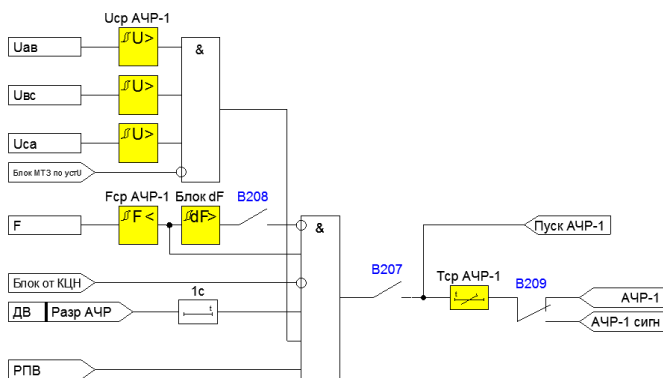 Uср АЧР-1
Uав
U>
&
Uвс
U>
Uса
U>
Блок МТЗ по устU
Fср АЧР-1
Блок dF
B208
F
F <
dF>
&
Пуск АЧР-1
B207
Тср АЧР-1
B209
Блок от КЦН
1с
t
t
АЧР-1
ДВ
Разр АЧР
t
АЧР-1 сигн
РПВ